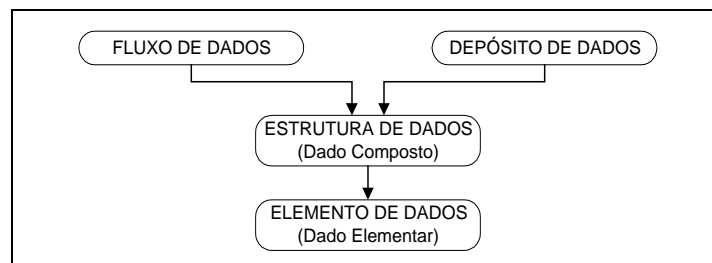 FLUXO DE DADOS
DEPÓSITO DE DADOS
ESTRUTURA DE DADOS
(Dado Composto)
ELEMENTO DE DADOS
(Dado Elementar)